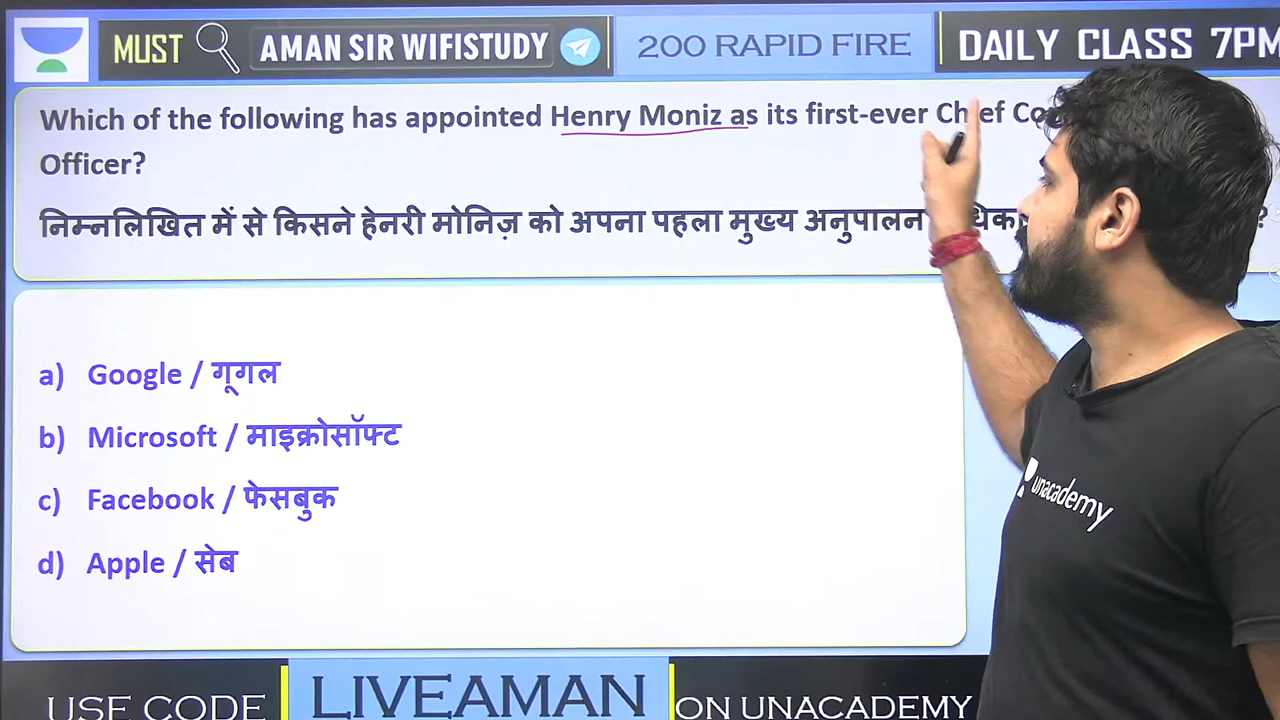 MUST AMAN SIR WIFISTUDY 200 RAPID FIRE DAILY CLASS 7PM
Which of the following has appointed Henry Moniz as its first-ever Chief
Officer?
निम्नलिखित में से किसने हेनरी मोनिज़ को अपना पहला मुख्य अनुपालन ?
a) Google / गूगल
b) Microsoft / माइक्रोसॉफ्ट
c) Facebook / फेसबुक
d) Apple / सेब
unacademy
USE CODE LIVEAMAN ON UNACADEMY